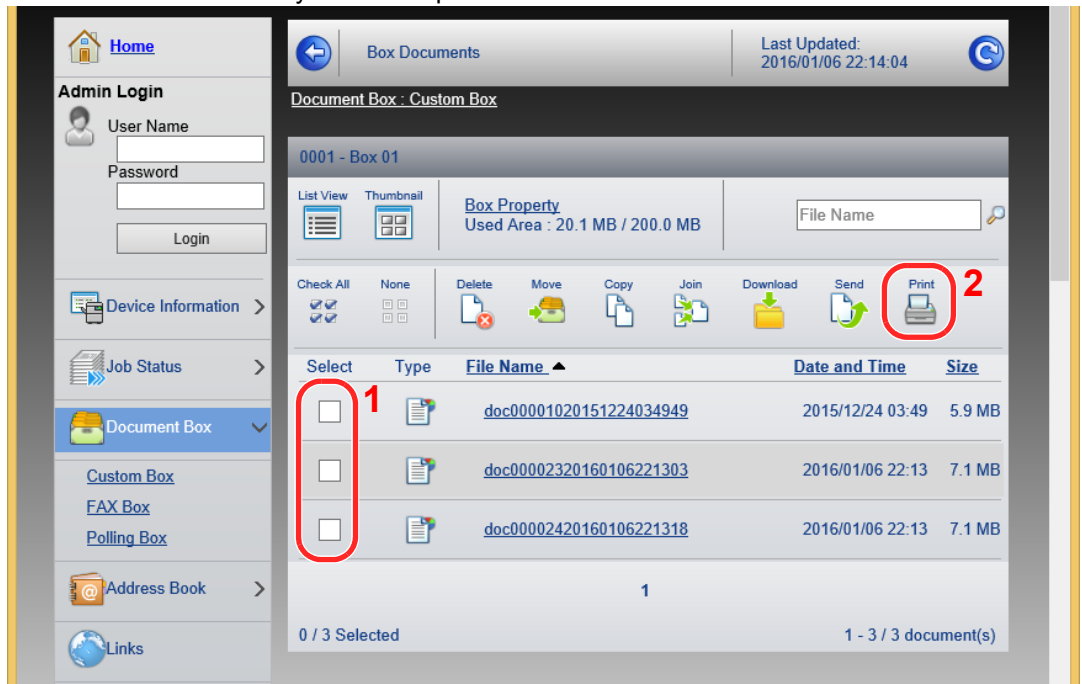 Home
Admin Login
User Name
Password
Login
Device Information
Job Status
Document Box
Custom Box
FAX Box
Polling Box
Address Book
Links
Box Documents
Last Updated:
2016/01/06 22:14:04
Document Box : Custom Box
0001 - Box 01
List View Thumbnail
Box Property
Used Area : 20.1 MB / 200.0 MB
File Name
Check All None Delete Move Copy Join Download Send Print 2
Select Type File Name Date and Time Size
1
doc00001020151224034949 2015/12/24 03:49 5.9 MB
doc00002320160106221303 2016/01/06 22:13 7.1 MB
doc00002420160106221318 2016/01/06 22:13 7.1 MB
1
0 / 3 Selected 1 - 3 / 3 document(s)